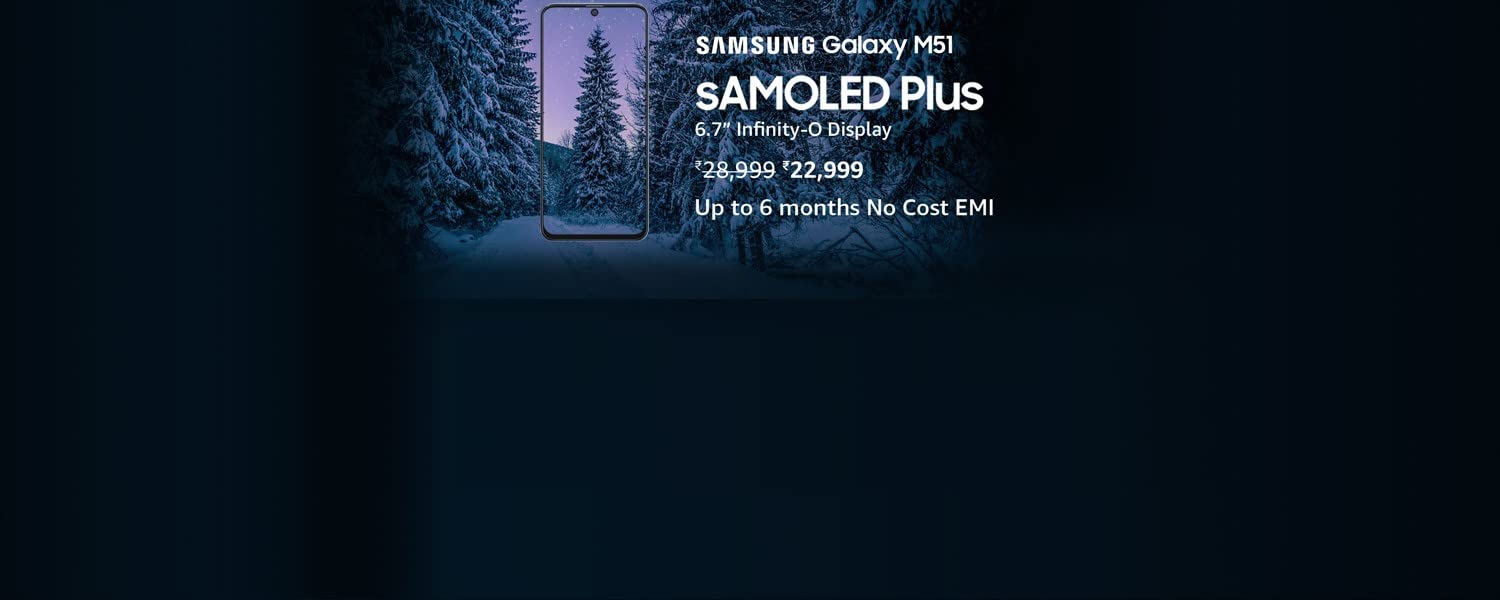 SAMSUNG Galaxy M51
sAMOLED Plus
6.7" Infinity-O Display
₹28,999 ₹22,999
Up to 6 months No Cost EMI